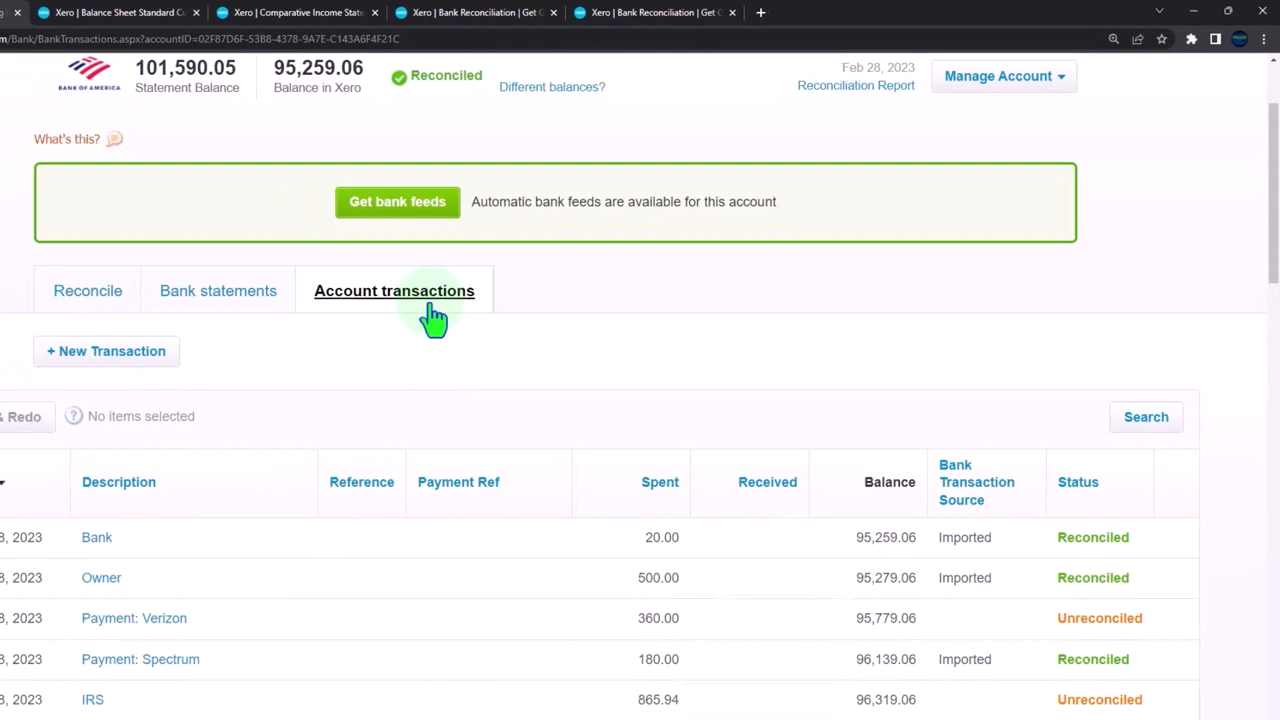 Xero | Balance Sheet Standard Cu
Xero | Comparative Income State
Xero | Bank Reconciliation | Get G
Xero | Bank Reconciliation | Get G
m/Bank/BankTransactions.aspx?accountID=02F87D6F-53B8-4378-9A7E-C143A6F4F21C
BANK OF AMERICA
101,590.05
Statement Balance
95,259.06
Balance in Xero
Reconciled
Different balances?
Feb 28, 2023
Reconciliation Report
Manage Account
What's this?
Get bank feeds
Automatic bank feeds are available for this account
Reconcile
Bank statements
Account transactions
+ New Transaction
& Redo
? No items selected
Search
Description Reference Payment Ref Spent Received Balance Bank
Transaction
Source Status
8, 2023 Bank 20.00 95,259.06 Imported Reconciled
8, 2023 Owner 500.00 95,279.06 Imported Reconciled
8, 2023 Payment: Verizon 360.00 95,779.06 Unreconciled
8, 2023 Payment: Spectrum 180.00 96,139.06 Imported Reconciled
8, 2023 IRS 865.94 96,319.06 Unreconciled